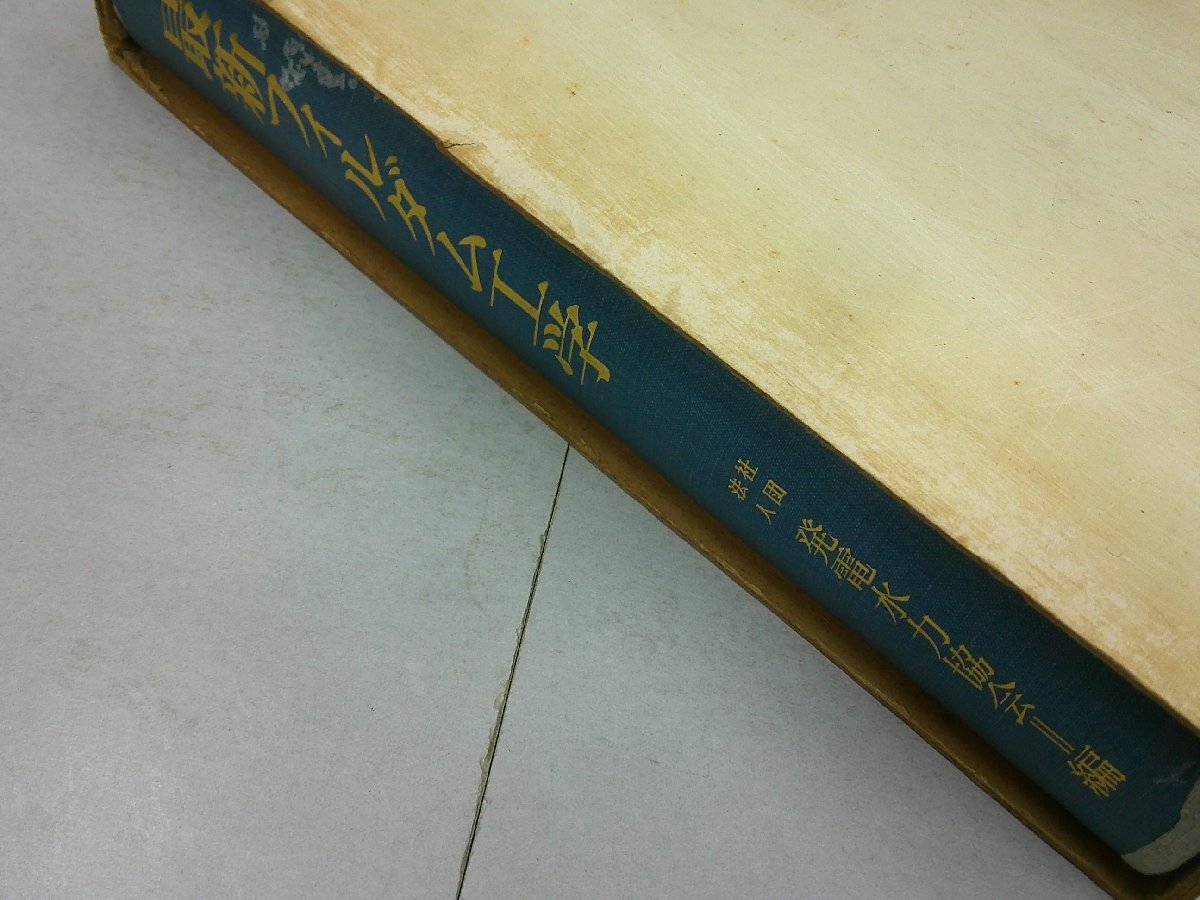 最新フィルダム工学
社団
法人
発電水力協会=編